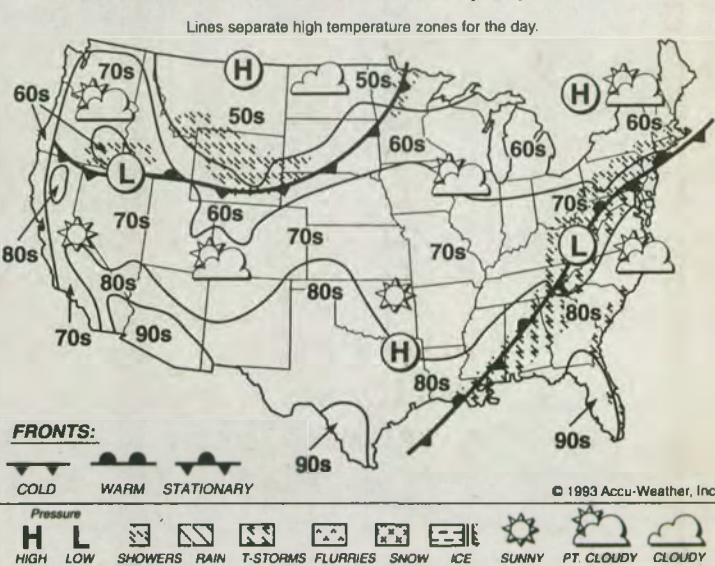 Lines separate high temperature zones for the day.
70s
H
50s
H
60s
50s
60s
60s
60s
L
70s
60s
70s
70s
70s
L
80s
80s
80s
80s
70s
90s
H
80s
90s
90s
FRONTS:
COLD WARM STATIONARY
© 1993 Accu-Weather, Inc
Pressure
H L
HIGH LOW SHOWERS RAIN T-STORMS FLURRIES SNOW ICE SUNNY PT. CLOUDY CLOUDY